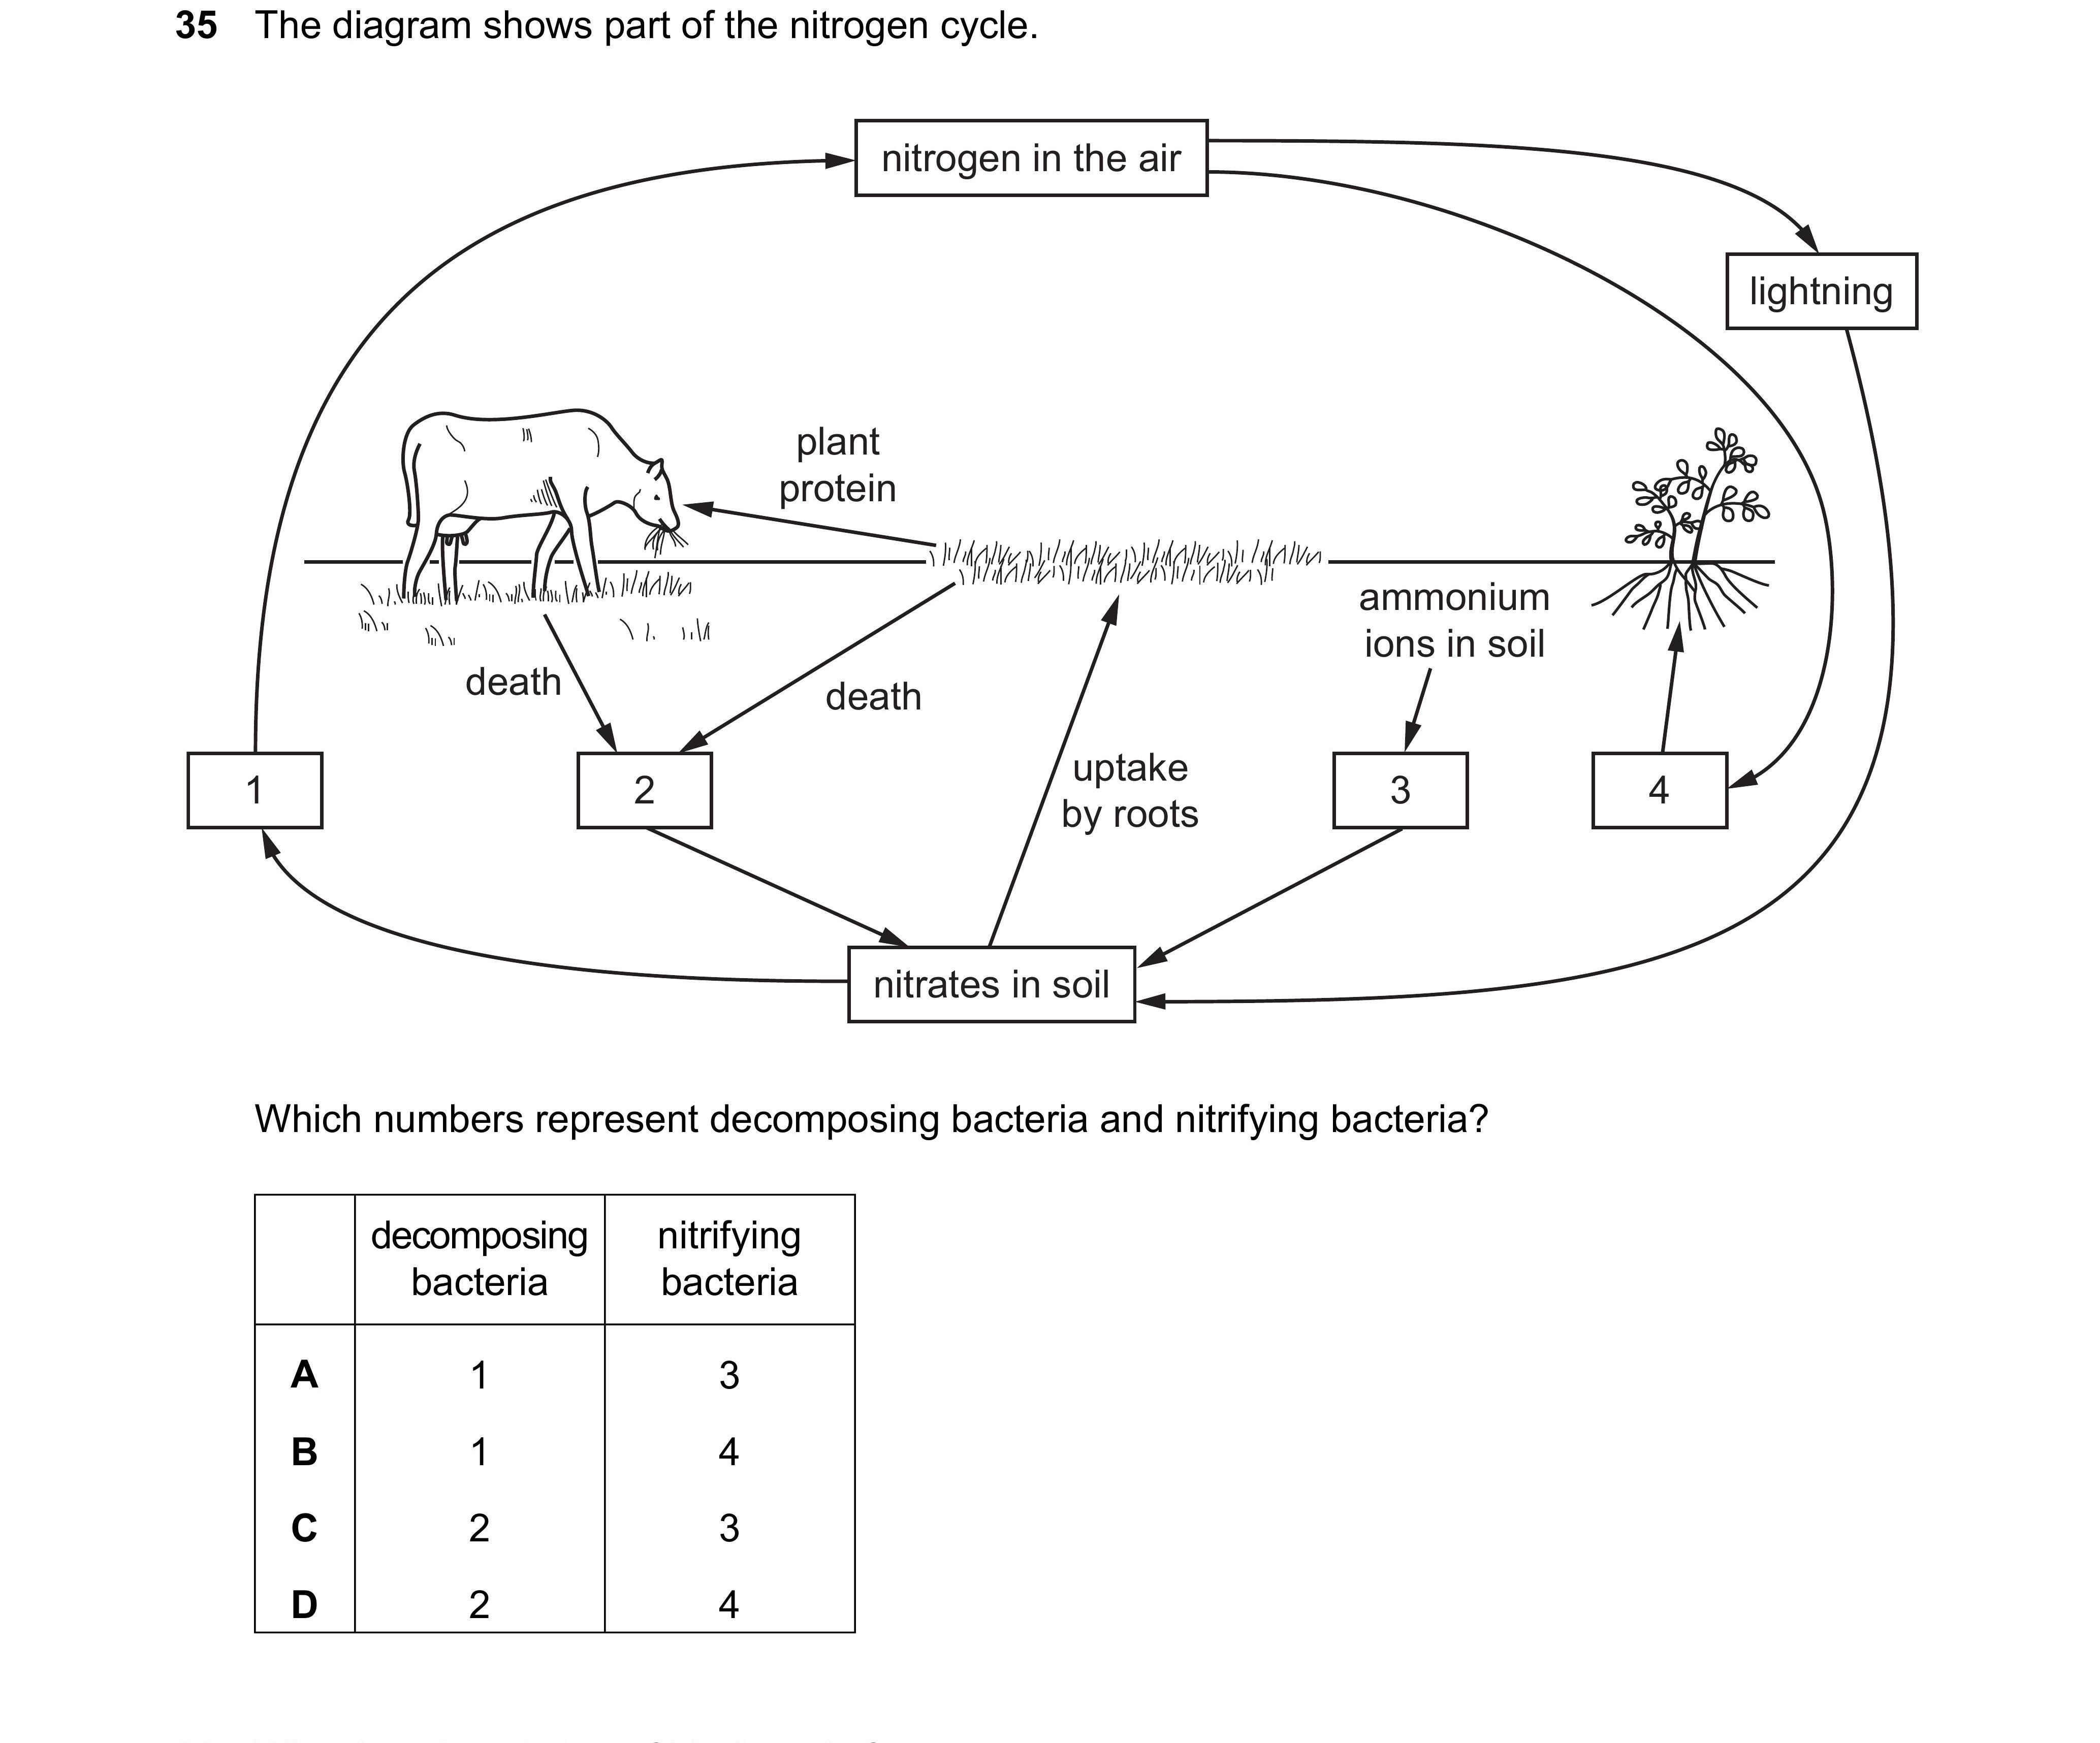 35 The diagram shows part of the nitrogen cycle.
nitrogen in the air
lightning
plant
protein
ammonium
ions in soil
death
death
uptake
by roots
1
2
3
4
nitrates in soil
Which numbers represent decomposing bacteria and nitrifying bacteria?
decomposing
bacteria
nitrifying
bacteria
A 1 3
B 1 4
C 2 3
D 2 4